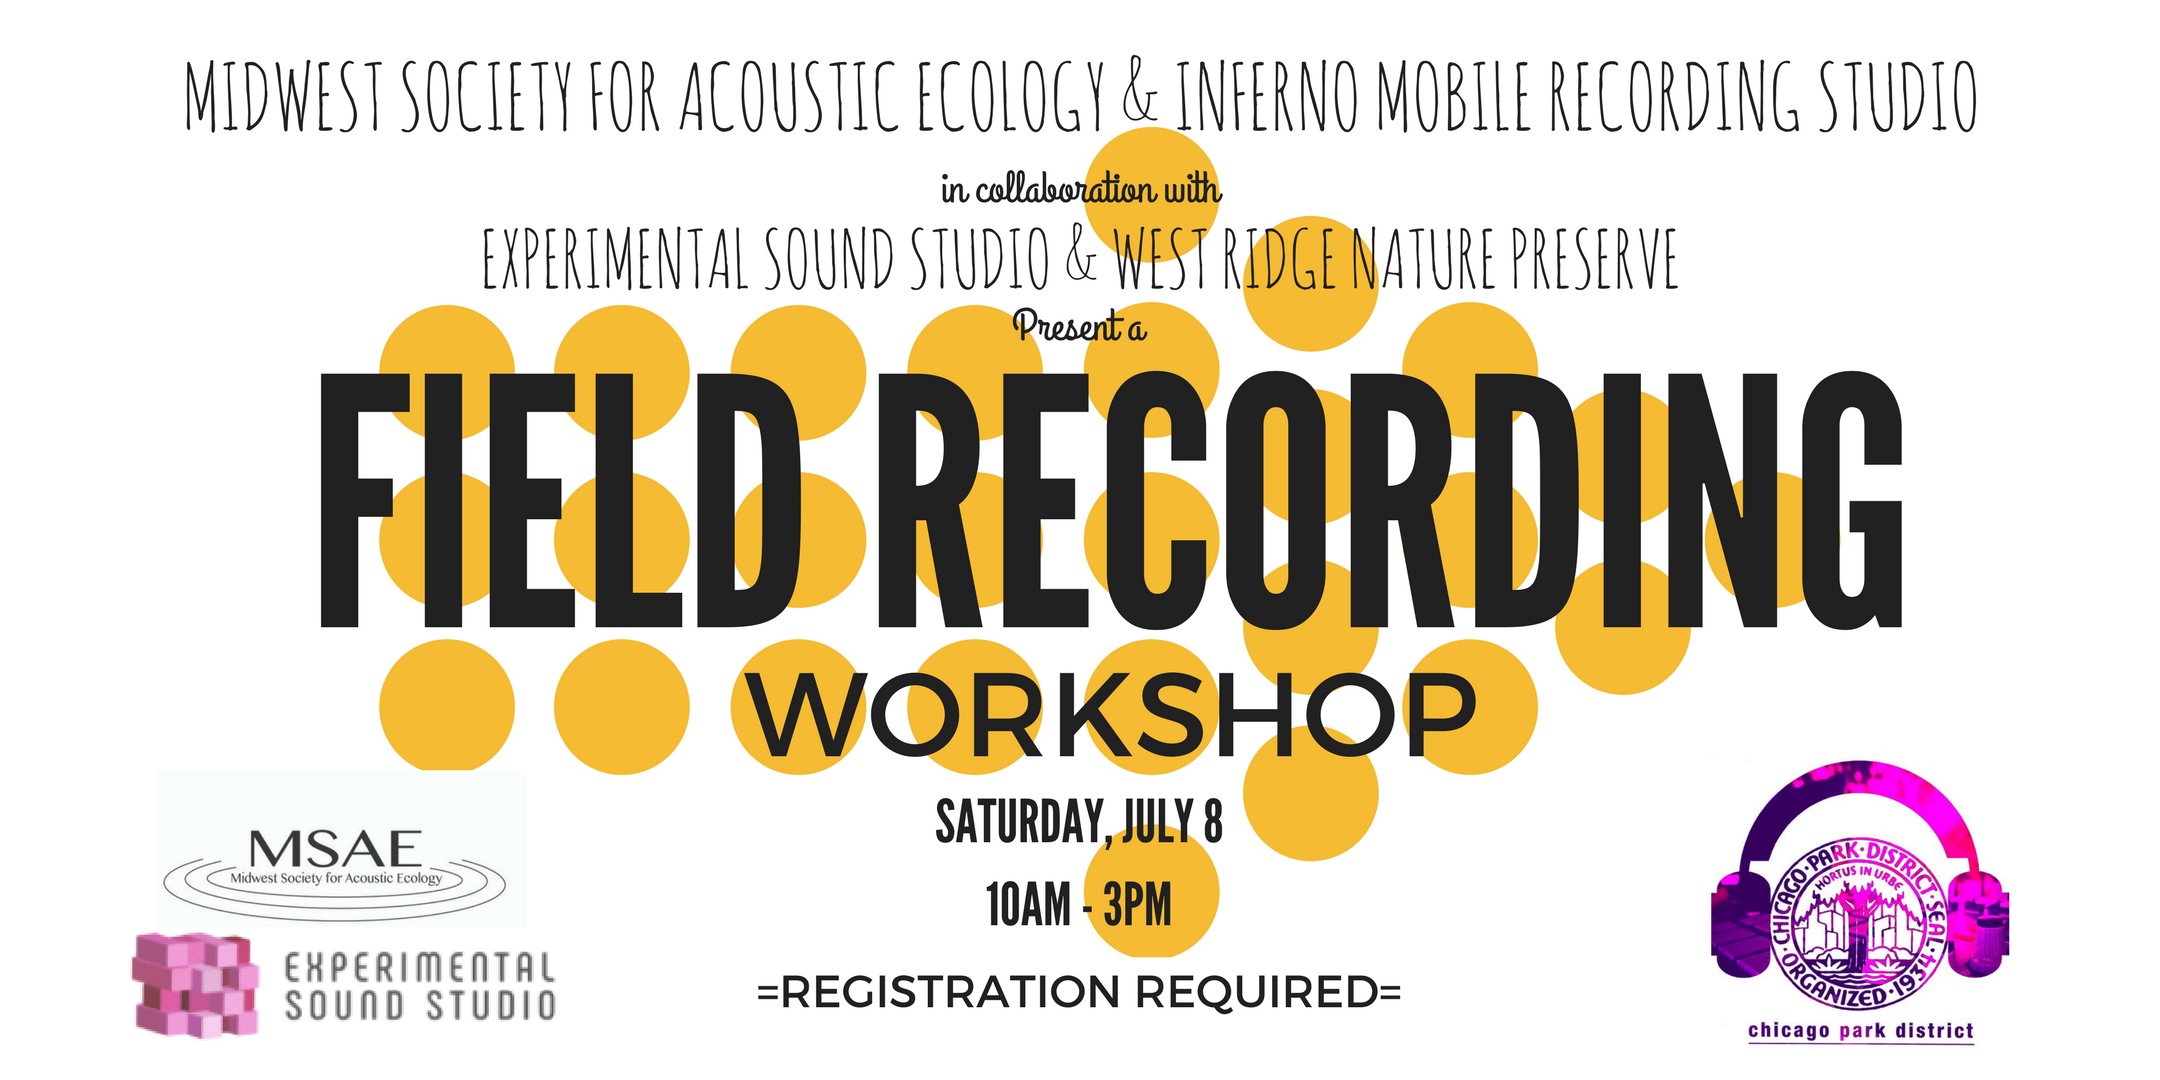 MIDWEST SOCIETY FOR ACOUSTIC ECOLOGY & INFERNO MOBILE RECORDING STUDIO
in collaboration with
EXPERIMENTAL SOUND STUDIO & WEST RIDGE NATURE PRESERVE
Present a
FIELD RECORDING
WORKSHOP
SATURDAY, JULY 8
10AM - 3PM
=REGISTRATION REQUIRED=
MSAE
Midwest Society for Acoustic Ecology
EXPERIMENTAL
SOUND STUDIO
CHICAGO·PARK·DISTRICT·SEAL·
HORTUS IN URBE
·ORGANIZED·1934·
chicago park district